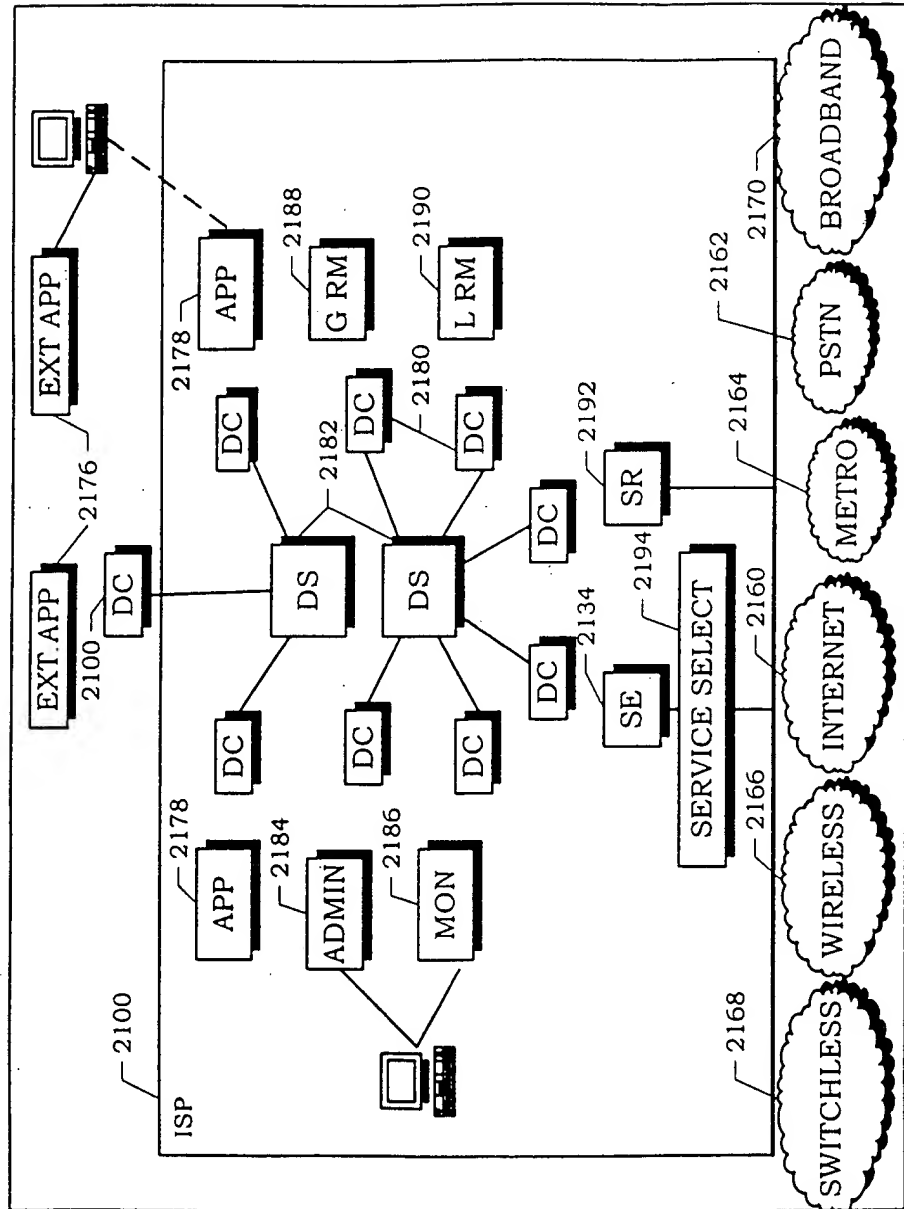 EXT.APP
2176
EXT APP
2100
DC
2100
ISP
APP
2178
DC
DC
2178
APP
2184
ADMIN
DS
2182
2188
G RM
2186
MON
DC
DS
DC
2180
2190
L RM
DC
DC
DC
DC
2134
SE
2192
SR
2194
SERVICE SELECT
2168
2166
2160
2164
2162
2170
SWITCHLESS
WIRELESS
INTERNET
METRO
PSTN
BROADBAND